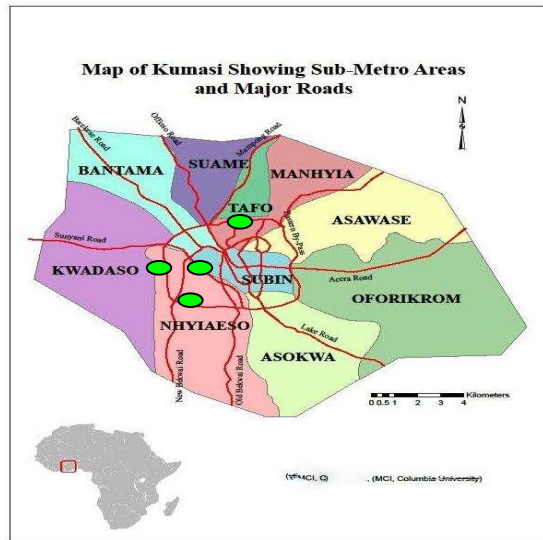 Map of Kumasi Showing Sub-Metro Areas
and Major Roads
N
Offinso Road
Mampong Road
SUAME
BANTAMA
MANHYIA
TAFO
ASAWASE
Sunyani Road
KWADASO
SUBIN
Accra Road
OFORIKROM
NHYIAESO
Lake Road
ASOKWA
New Bekwai Road
Old Bekwai Road
0 0.5 1 2 3 4 Kilometers
(MCI, Columbia University)